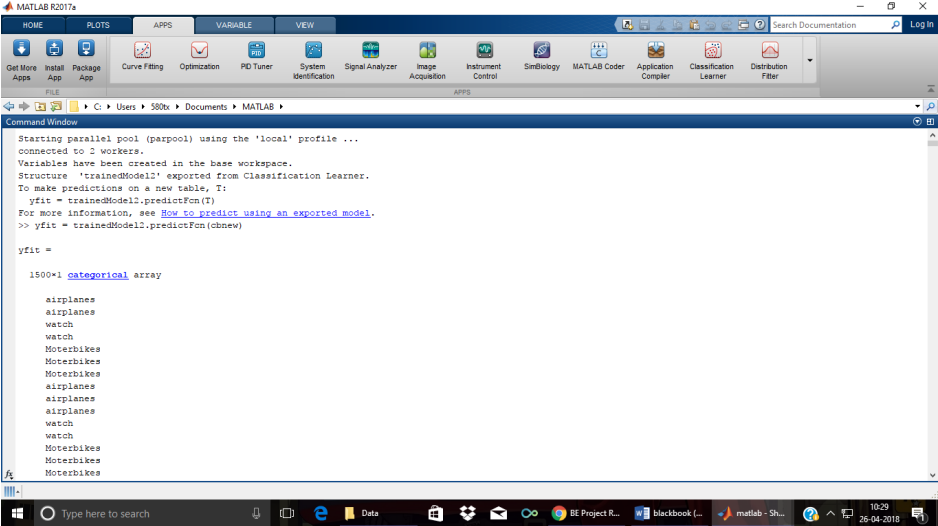 MATLAB R2017a
HOME PLOTS APPS VARIABLE VIEW
Search Documentation
Log In
Get More Apps
Install App
Package App
Curve Fitting
Optimization
PID Tuner
System Identification
Signal Analyzer
Image Acquisition
Instrument Control
SimBiology
MATLAB Coder
Application Compiler
Classification Learner
Distribution Fitter
FILE
APPS
C: Users 580tx Documents MATLAB
Command Window
Starting parallel pool (parpool) using the 'local' profile ...
connected to 2 workers.
Variables have been created in the base workspace.
Structure 'trainedModel2' exported from Classification Learner.
To make predictions on a new table, T:
yfit = trainedModel2.predictFcn(T)
For more information, see How to predict using an exported model.
>> yfit = trainedModel2.predictFcn(cbnew)
yfit =
1500×1 categorical array
airplanes
airplanes
watch
watch
Moterbikes
Moterbikes
Moterbikes
airplanes
airplanes
airplanes
watch
watch
Moterbikes
Moterbikes
Moterbikes
fx
Type here to search
Data
BE Project R...
blackbook (...
matlab - Sh...
10:29
26-04-2018